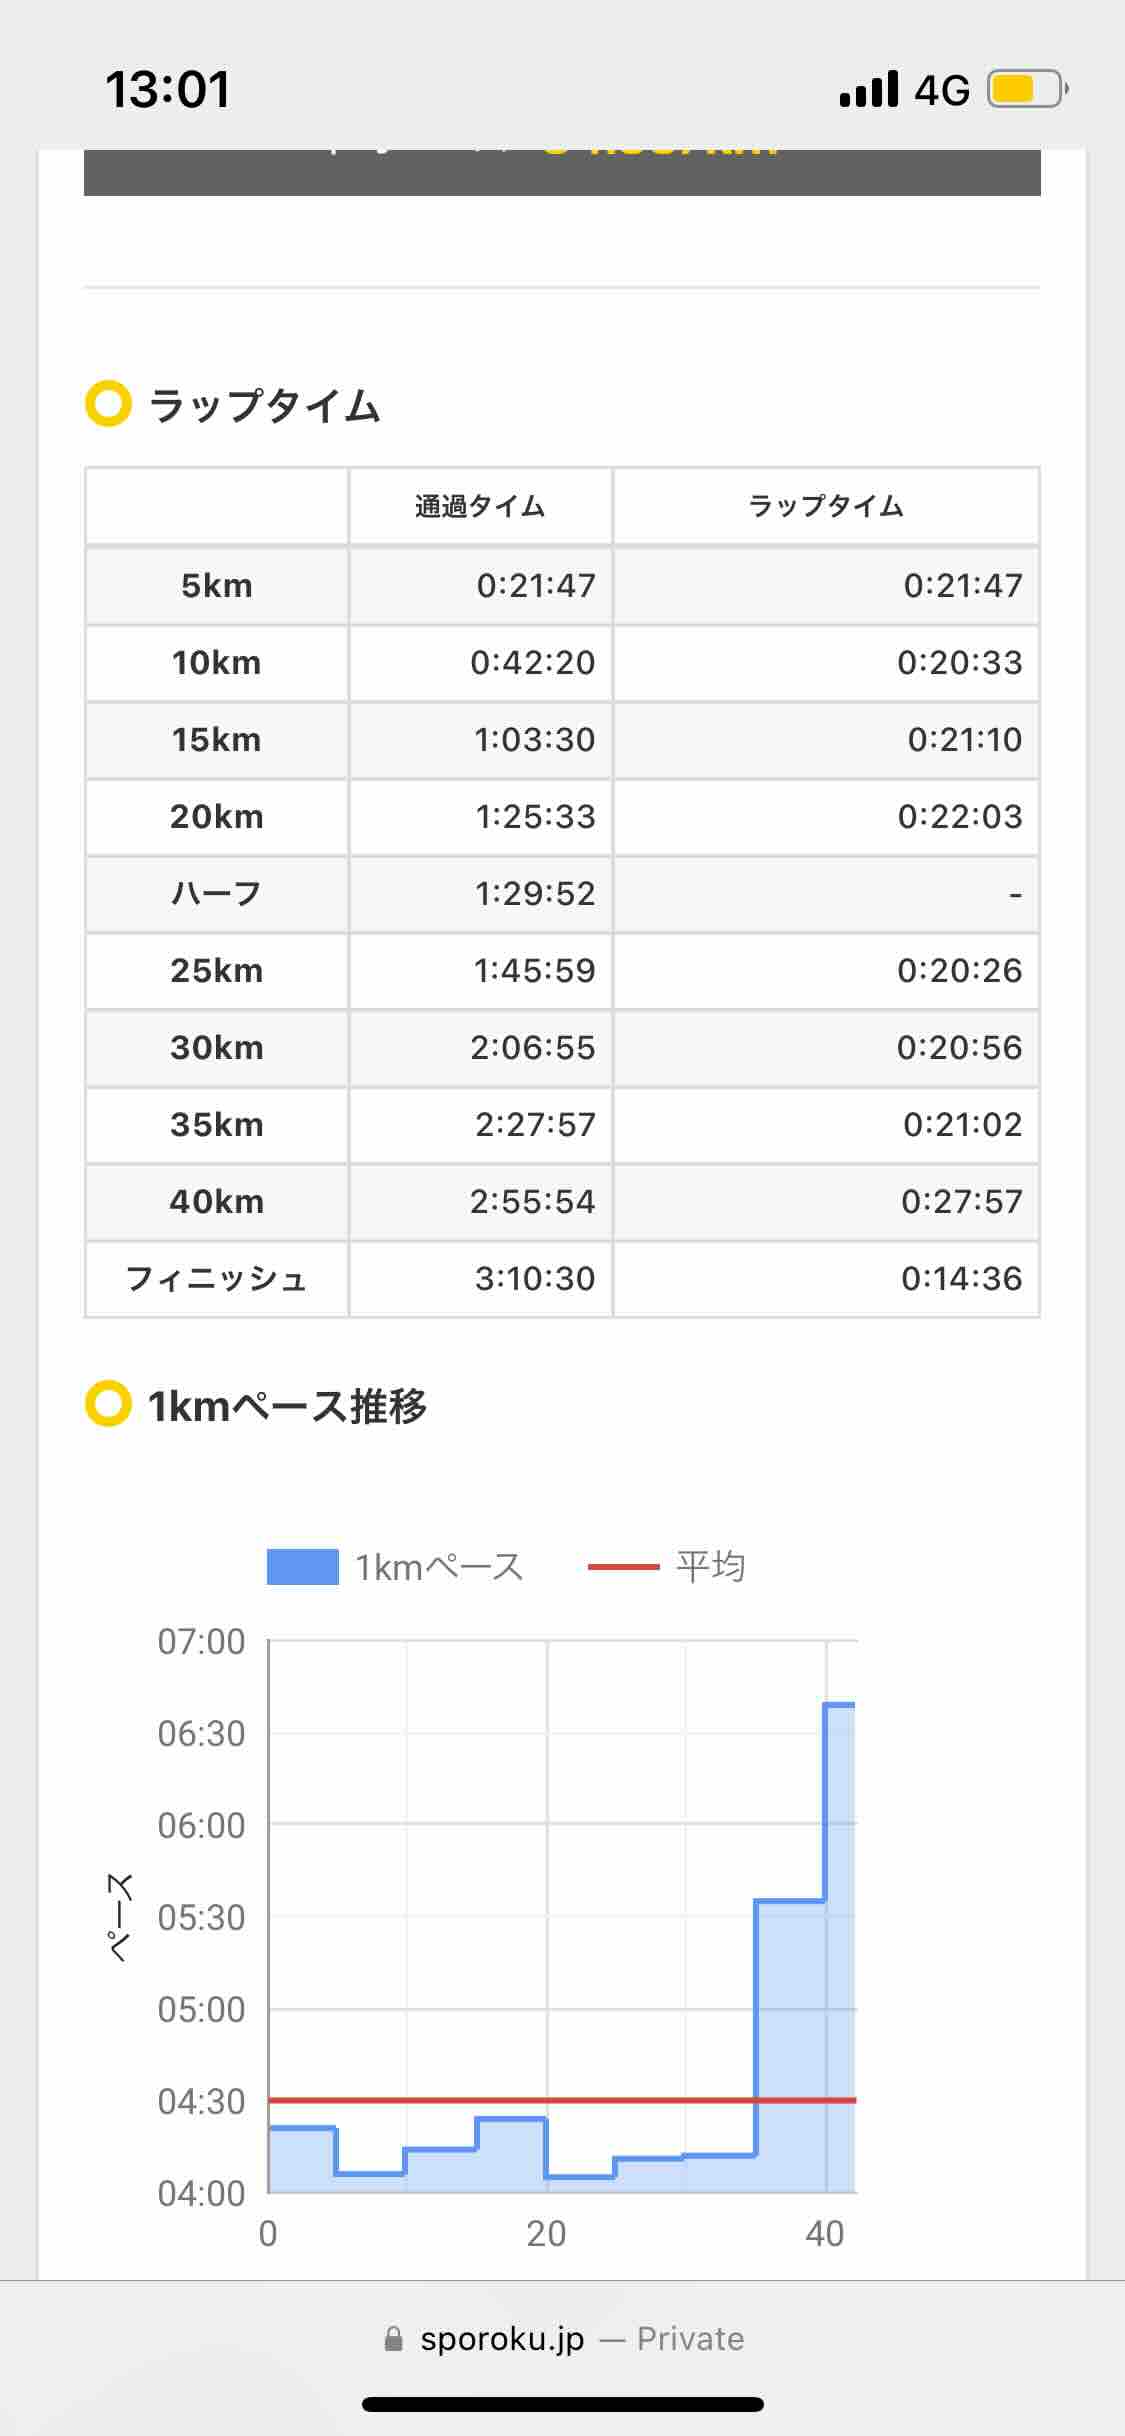 13:01 4G
ラップタイム
通過タイム ラップタイム
5km 0:21:47 0:21:47
10km 0:42:20 0:20:33
15km 1:03:30 0:21:10
20km 1:25:33 0:22:03
ハーフ 1:29:52 -
25km 1:45:59 0:20:26
30km 2:06:55 0:20:56
35km 2:27:57 0:21:02
40km 2:55:54 0:27:57
フィニッシュ 3:10:30 0:14:36
1kmペース推移
1kmペース 平均
07:00
06:30
06:00
ペース
05:30
05:00
04:30
04:00
0 20 40
sporoku.jp — Private